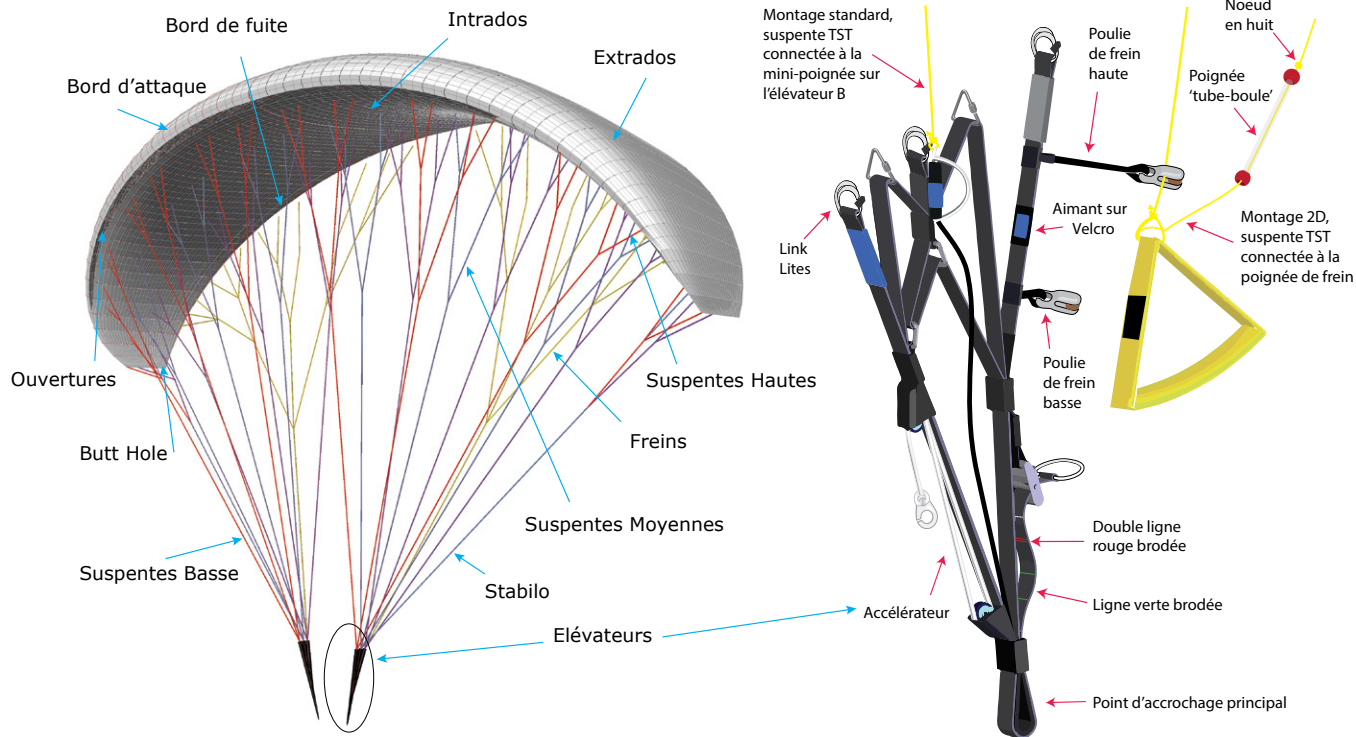 Bord de fuite
Intrados
Extrados
Bord d'attaque
Ouvertures
Butt Hole
Suspentes Hautes
Freins
Suspentes Moyennes
Suspentes Basse
Stabilo
Elévateurs
Montage standard,
suspente TST
connectée à la
mini-poignée sur
l'élévateur B
Poulie
de frein
haute
Noeud
en huit
Poignée
'tube-boule'
Link
Lites
Aimant sur
Velcro
Montage 2D,
suspente TST
connectée à la
poignée de frein
Poulie
de frein
basse
Double ligne
rouge brodée
Accélérateur
Ligne verte brodée
Point d'accrochage principal